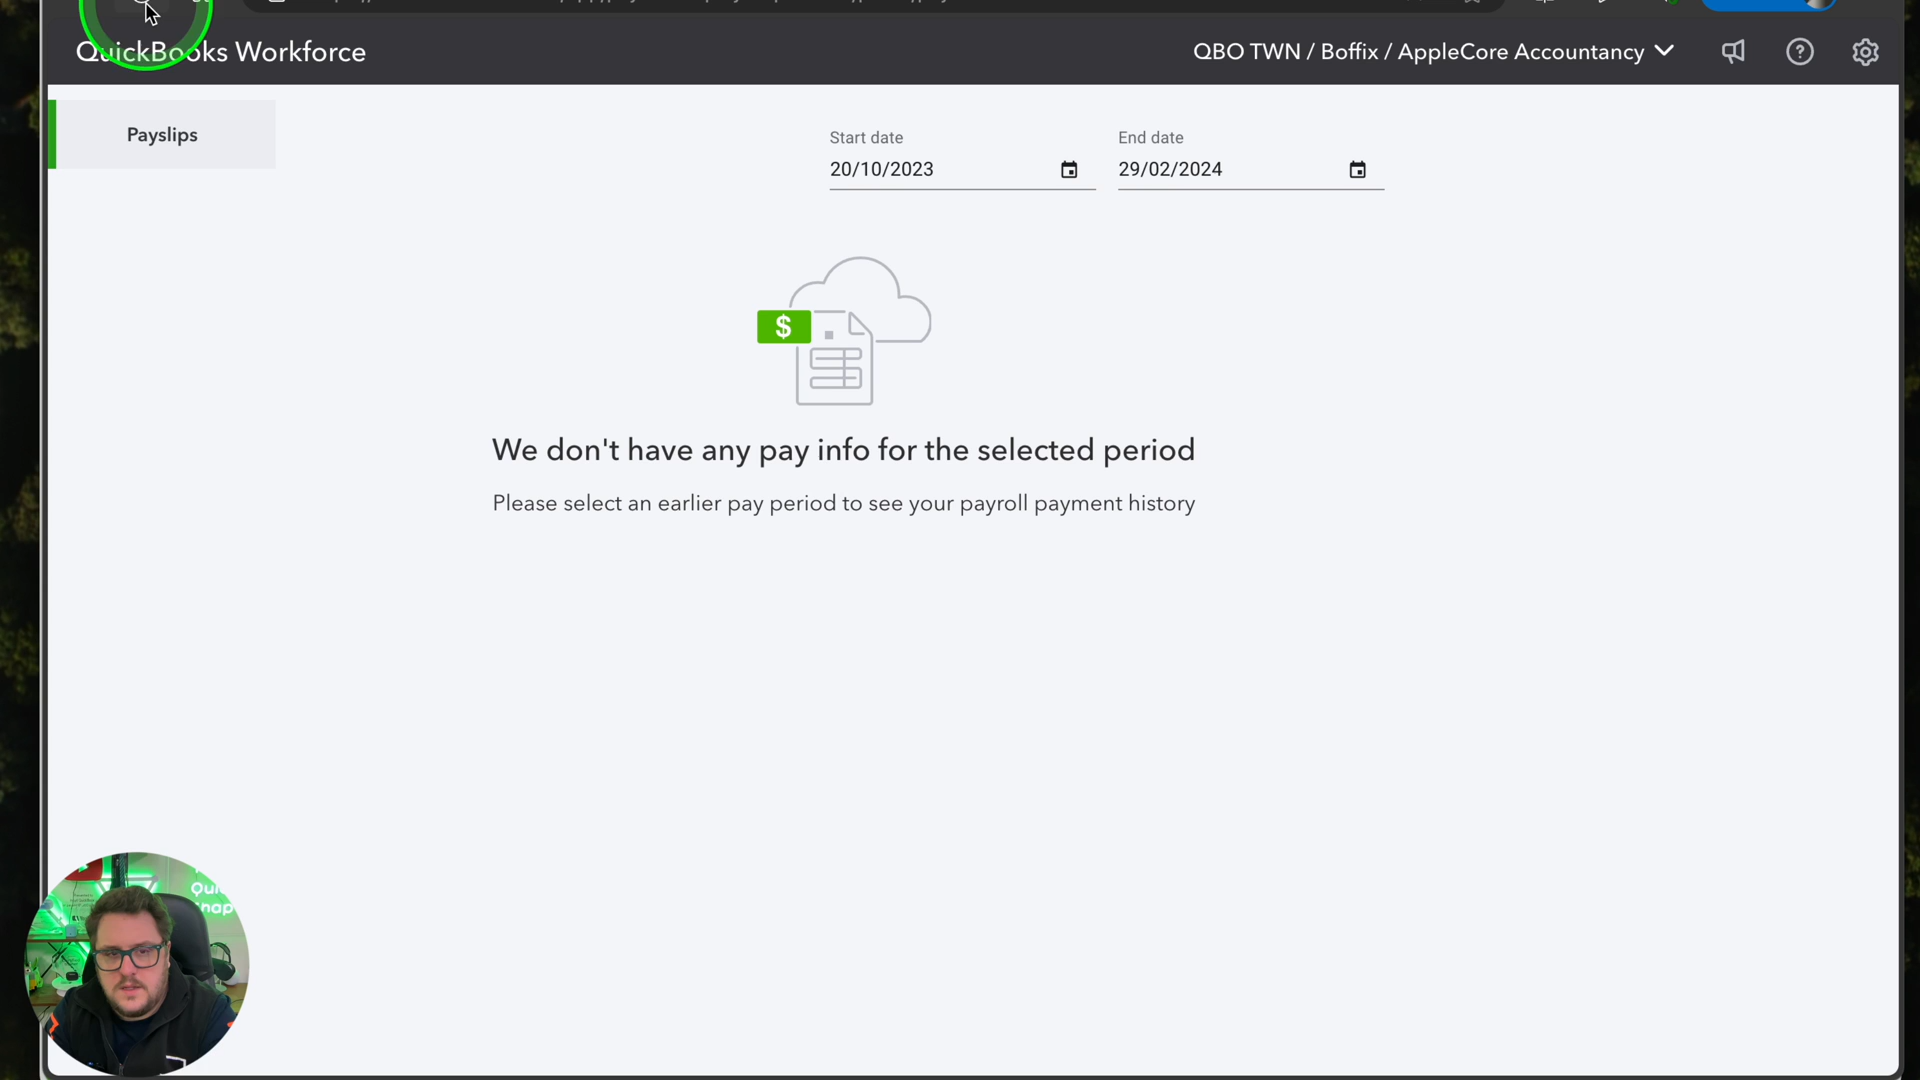 QuickBooks Workforce
QBO TWN / Boffix / AppleCore Accountancy
Payslips
Start date
20/10/2023
End date
29/02/2024
$
We don't have any pay info for the selected period
Please select an earlier pay period to see your payroll payment history